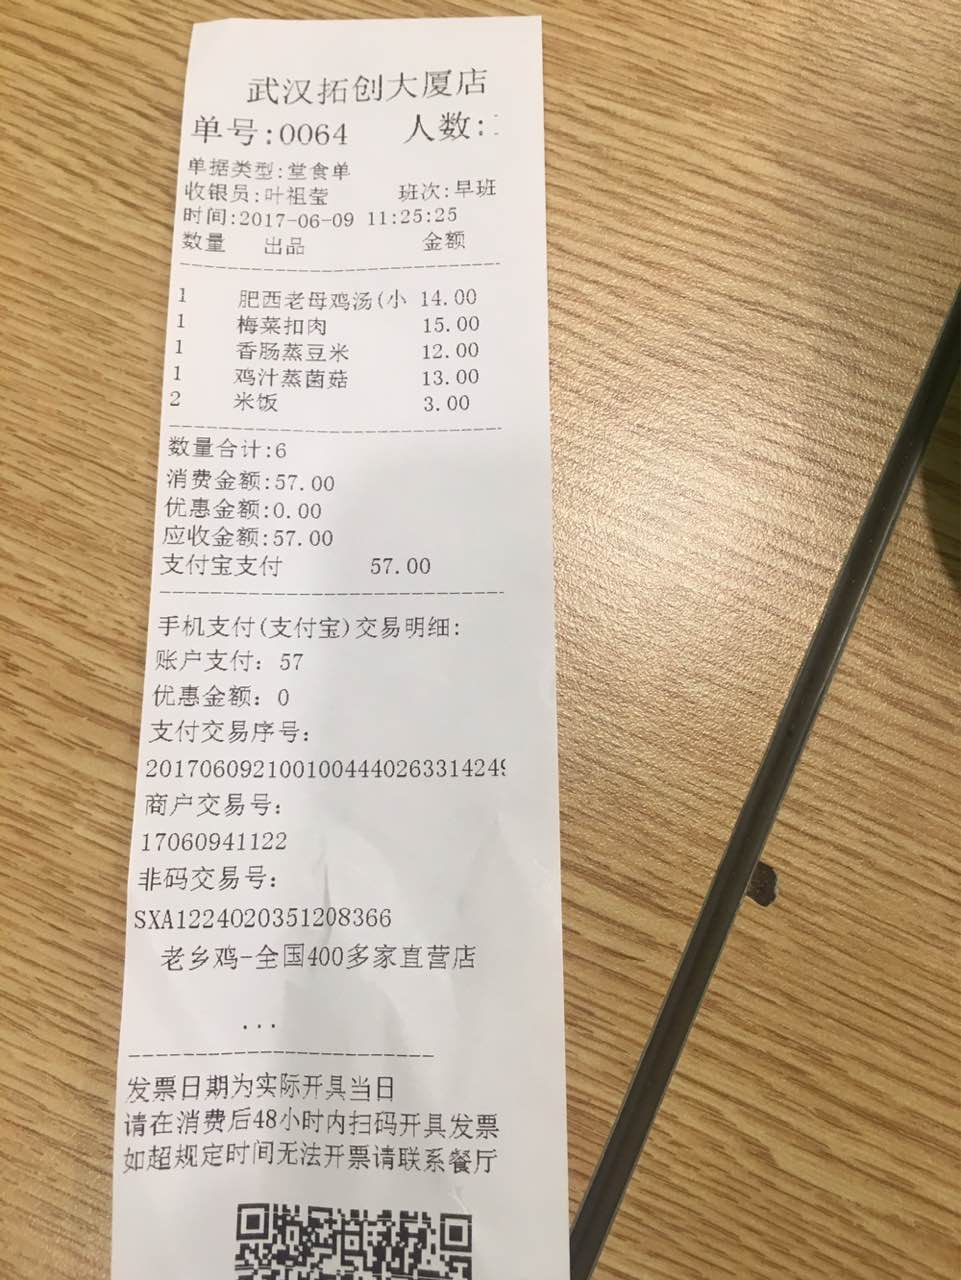 武汉拓创大厦店
单号:0064 人数:
单据类型:堂食单
收银员:叶祖莹 班次:早班
时间:2017-06-09 11:25:25
数量 出品 金额
1 肥西老母鸡汤(小 14.00
1 梅菜扣肉 15.00
1 香肠蒸豆米 12.00
1 鸡汁蒸菌菇 13.00
2 米饭 3.00
数量合计:6
消费金额:57.00
优惠金额:0.00
应收金额:57.00
支付宝支付 57.00
手机支付(支付宝)交易明细:
账户支付: 57
优惠金额: 0
支付交易序号:
2017060921001004440263314249
商户交易号:
17060941122
非码交易号:
SXA1224020351208366
老乡鸡-全国400多家直营店
...
发票日期为实际开具当日
请在消费后48小时内扫码开具发票
如超规定时间无法开票请联系餐厅